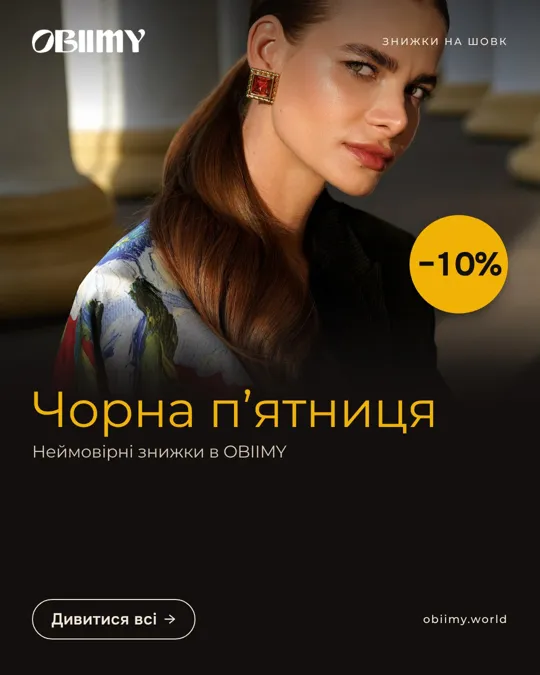 OBIIMY
ЗНИЖКИ НА ШОВК
−10%
Чорна п’ятниця
Неймовірні знижки в OBIIMY
Дивитися всі →
obiimy.world